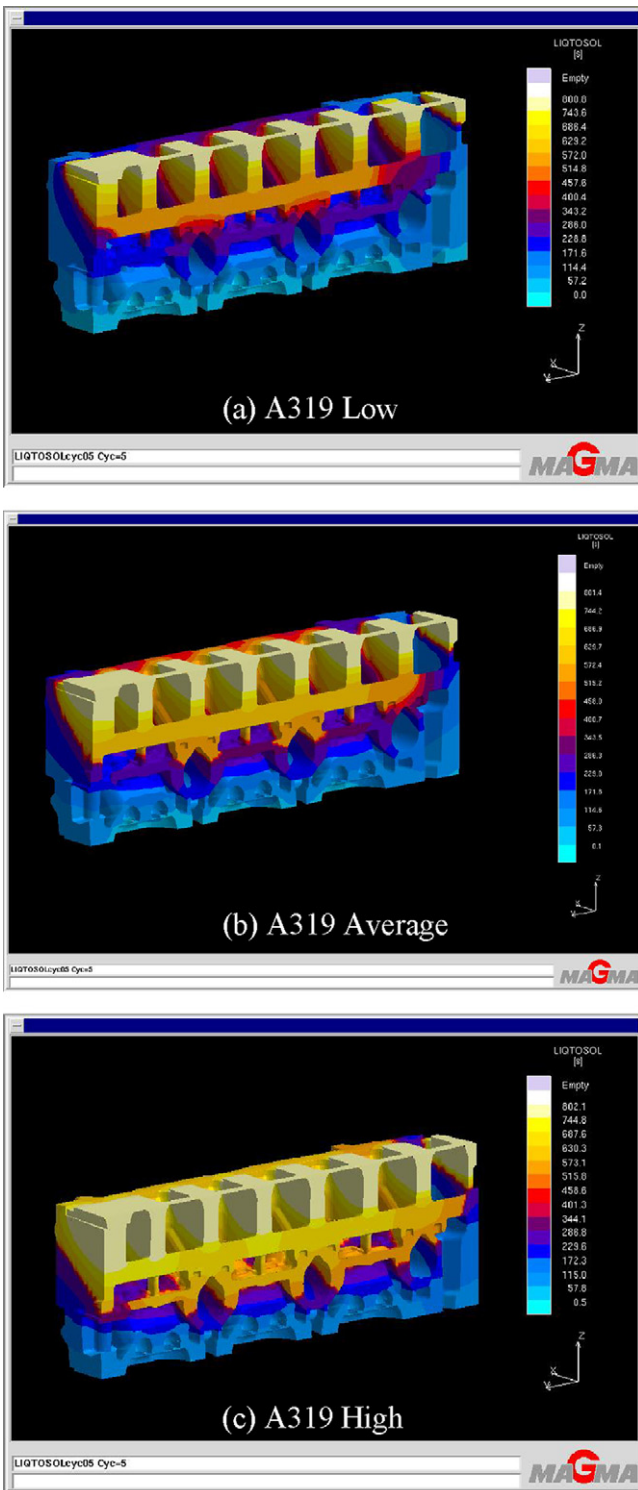 LIQTOSOL
[s]
Empty
800.8
743.6
686.4
629.2
572.0
514.8
457.6
400.4
343.2
286.0
228.8
171.6
114.4
57.2
0.0
Z
X
Y
(a) A319 Low
LIQTOSOLcyc05 Cyc=5
MAGMA
LIQTOSOL
[s]
Empty
801.4
744.2
686.9
629.7
572.4
515.2
458.0
400.7
343.5
286.3
229.0
171.8
114.6
57.3
0.1
Z
X
Y
(b) A319 Average
LIQTOSOLcyc05 Cyc=5
MAGMA
LIQTOSOL
[s]
Empty
802.1
744.8
687.6
630.3
573.1
515.8
458.6
401.3
344.1
286.8
229.6
172.3
115.0
57.8
0.5
Z
X
Y
(c) A319 High
LIQTOSOLcyc05 Cyc=5
MAGMA